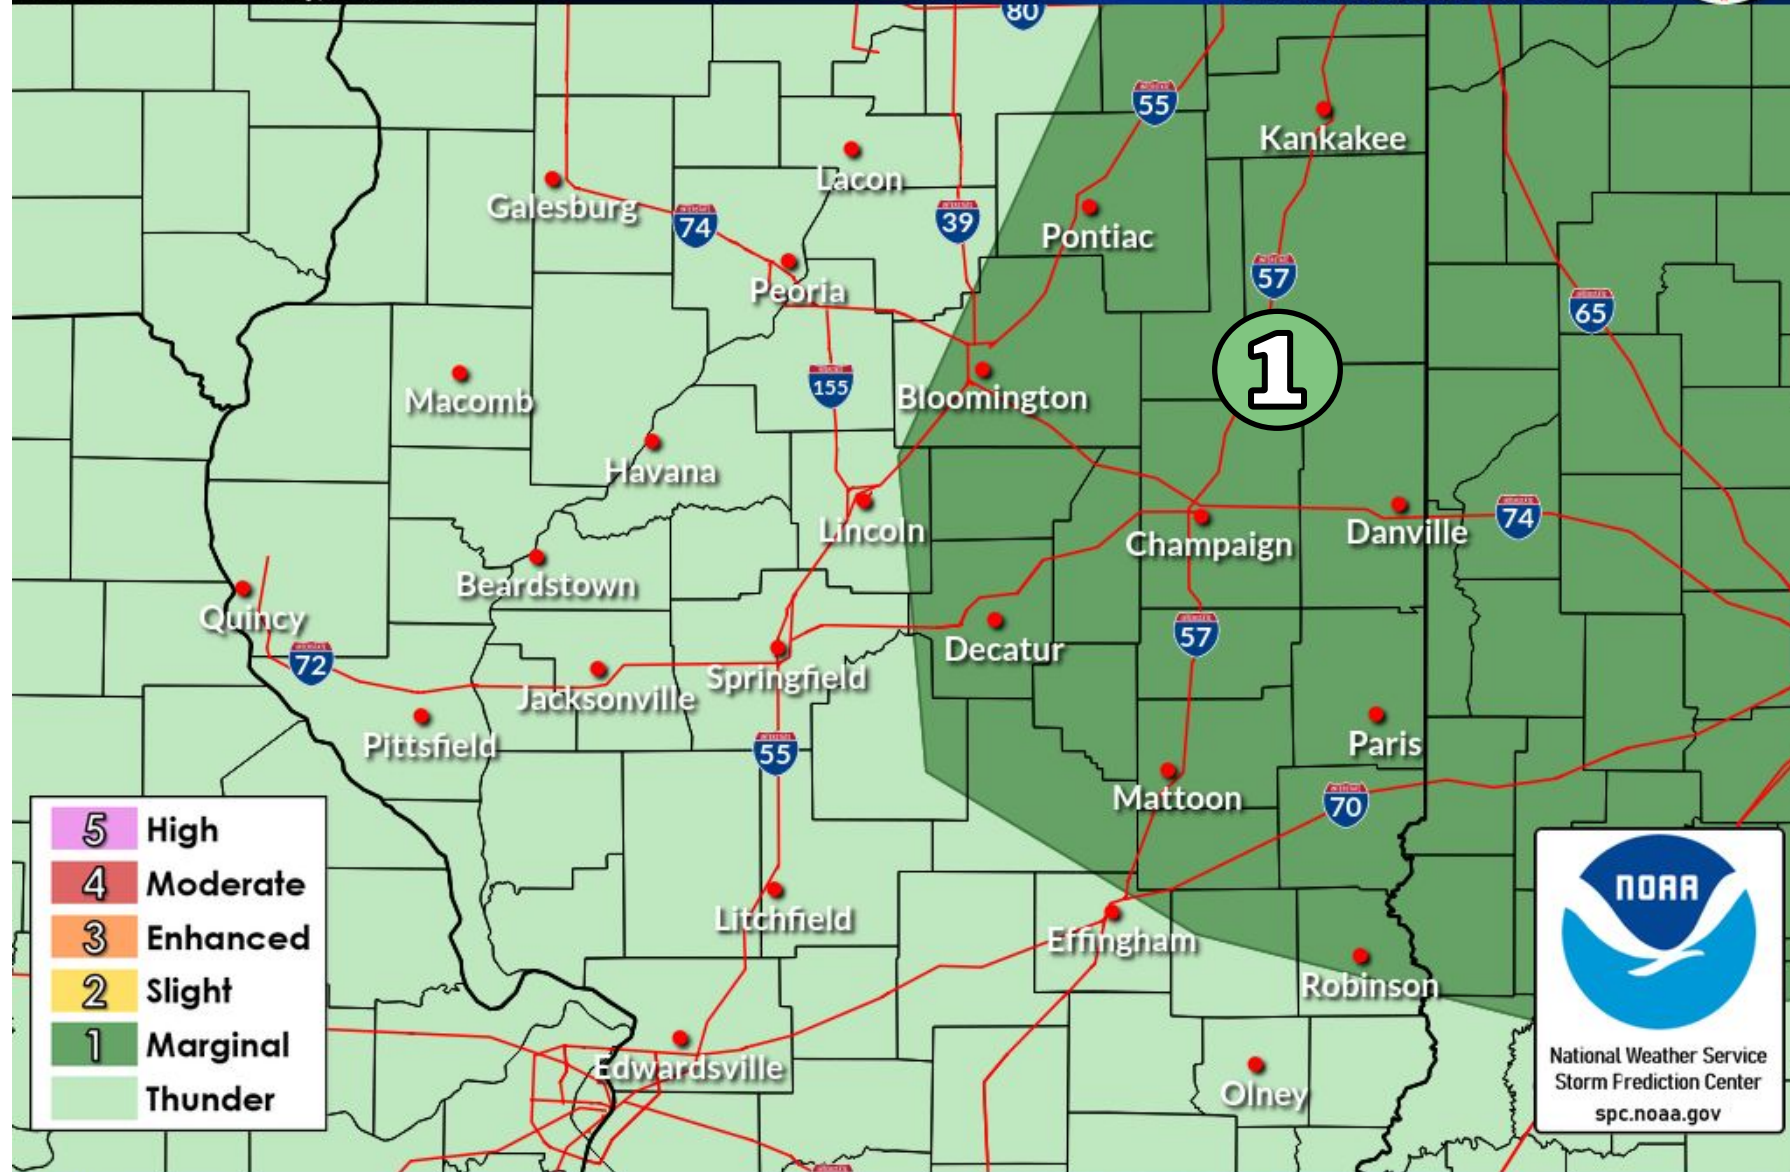 80
55
Kankakee
Lacon
Galesburg
74
39
Pontiac
57
Peoria
65
1
155
Macomb
Bloomington
Havana
Lincoln
Champaign
Danville
74
Beardstown
Quincy
72
Decatur
57
Springfield
Jacksonville
Pittsfield
55
Paris
Mattoon
70
5 High
4 Moderate
3 Enhanced
2 Slight
1 Marginal
Thunder
Litchfield
Effingham
Robinson
Edwardsville
Olney
NOAA
National Weather Service
Storm Prediction Center
spc.noaa.gov